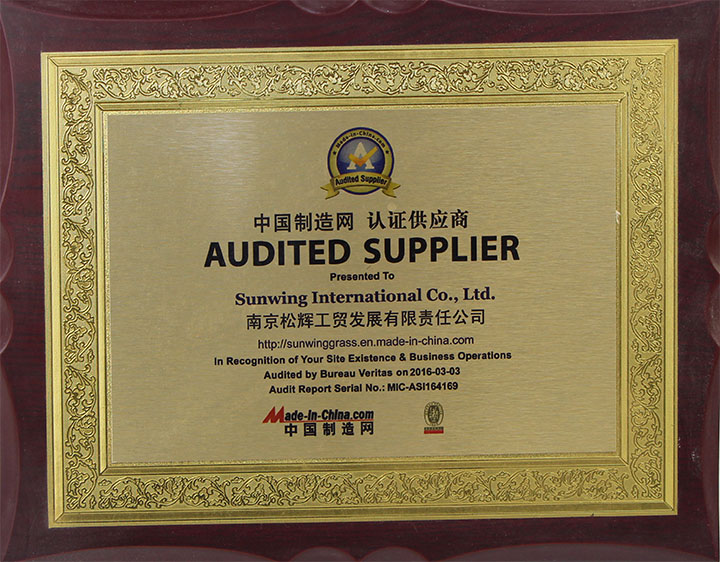 Made-in-China.com
A
Audited Supplier
中国制造网 认证供应商
AUDITED SUPPLIER
Presented To
Sunwing International Co., Ltd.
南京松辉工贸发展有限责任公司
http://sunwinggrass.en.made-in-china.com
In Recognition of Your Site Existence & Business Operations
Audited by Bureau Veritas on 2016-03-03
Audit Report Serial No.: MIC-ASI164169
Made-in-China.com
中国制造网